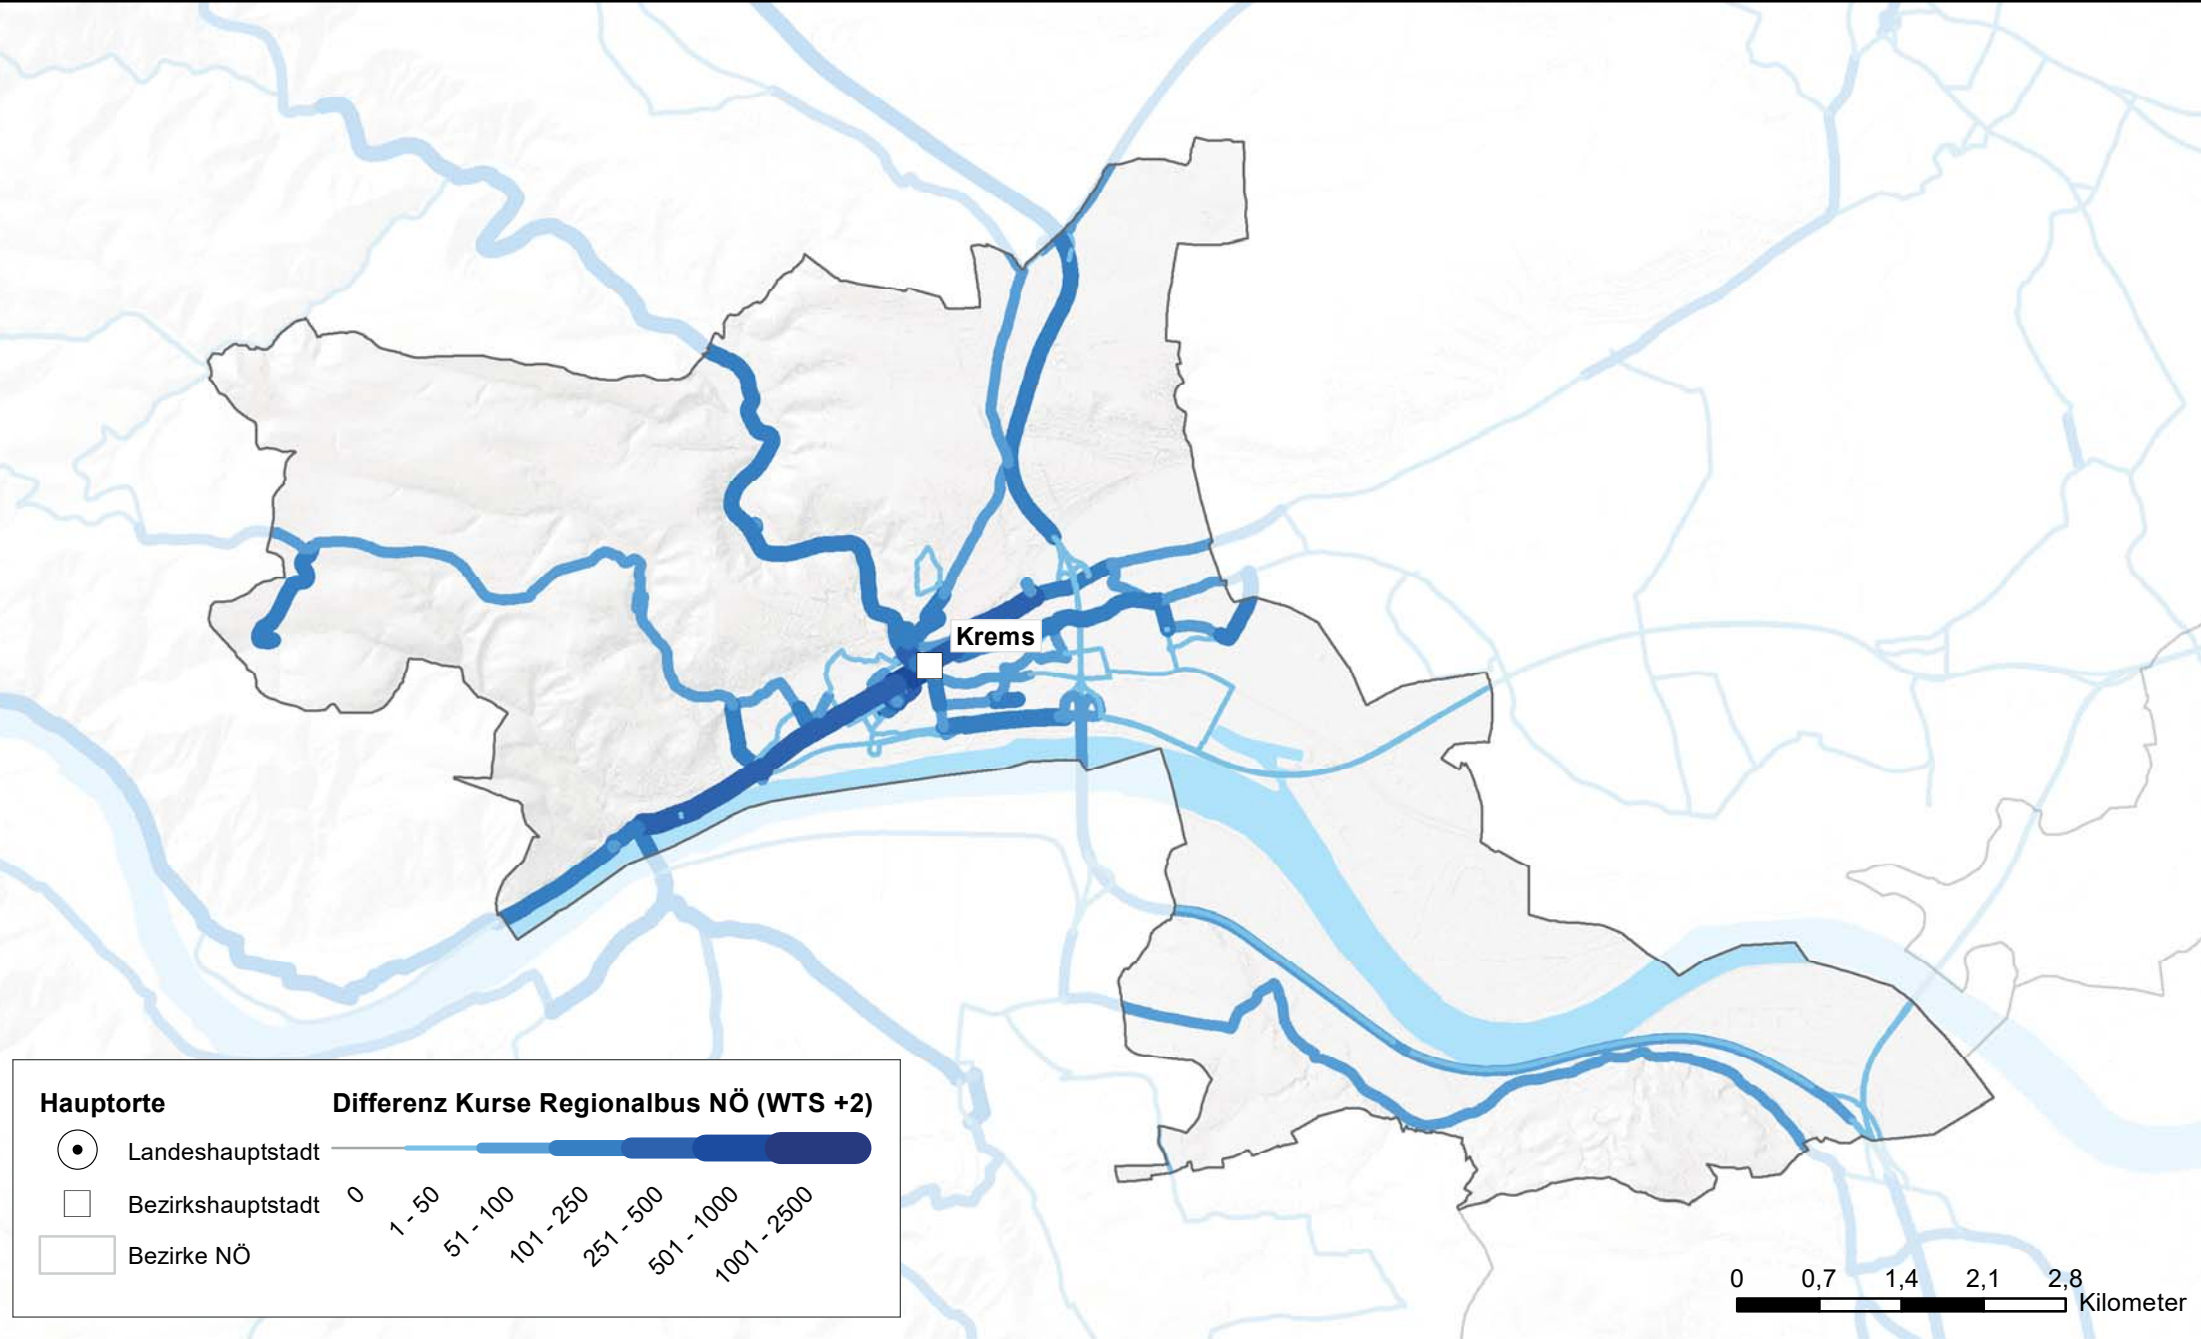 Krems
Hauptorte
Landeshauptstadt
Bezirkshauptstadt
Bezirke NÖ
Differenz Kurse Regionalbus NÖ (WTS +2)
0
1 - 50
51 - 100
101 - 250
251 - 500
501 - 1000
1001 - 2500
0 0,7 1,4 2,1 2,8
Kilometer